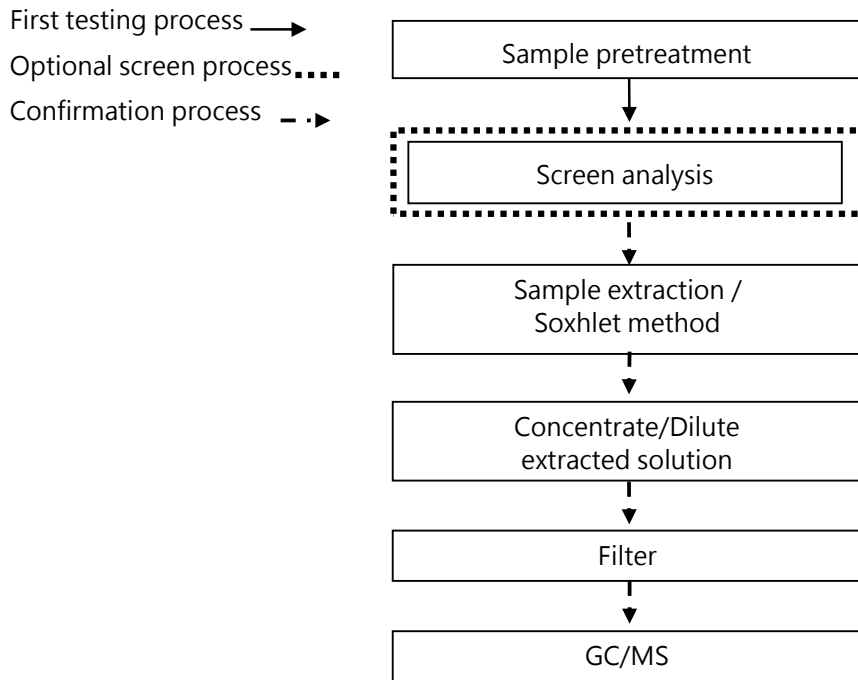 First testing process
Optional screen process
Confirmation process
Sample pretreatment
Screen analysis
Sample extraction /
Soxhlet method
Concentrate/Dilute
extracted solution
Filter
GC/MS